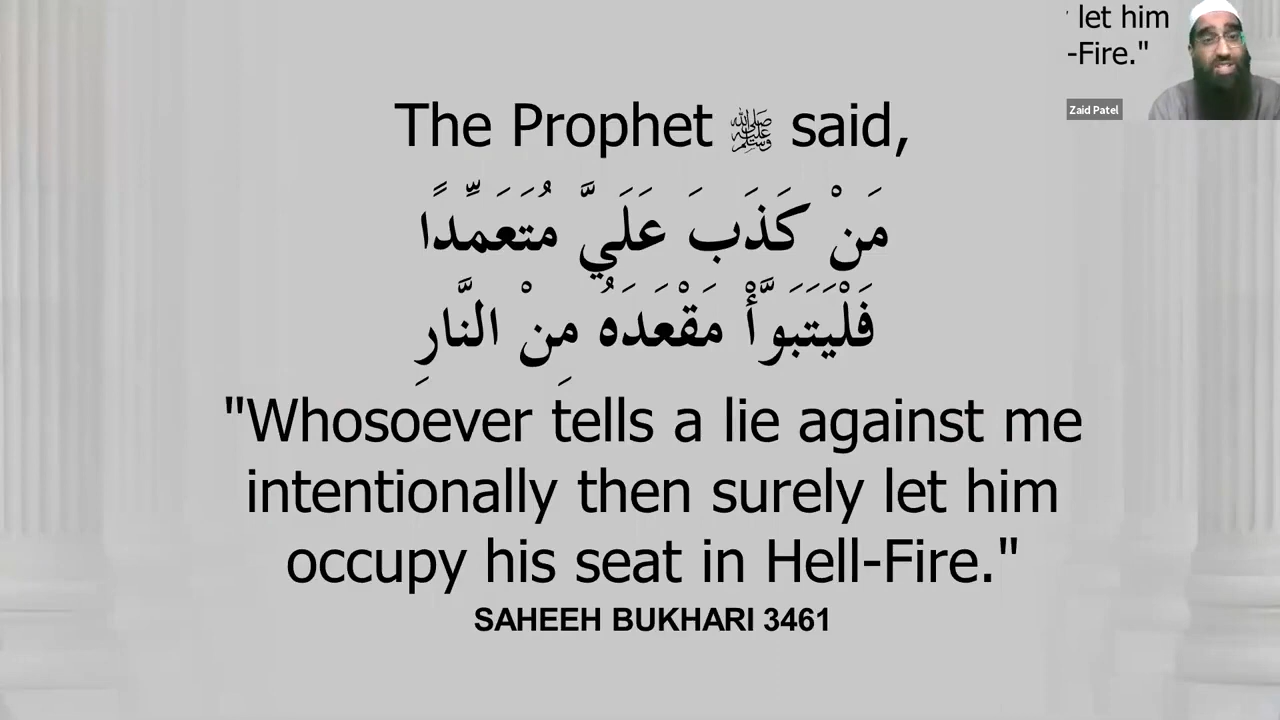 The Prophet ﷺ said,
مَنْ كَذَبَ عَلَيَّ مُتَعَمِّدًا
فَلْيَتَبَوَّأْ مَقْعَدَهُ مِنْ النَّارِ
"Whosoever tells a lie against me
intentionally then surely let him
occupy his seat in Hell-Fire."
SAHEEH BUKHARI 3461
let him
-Fire."
Zaid Patel